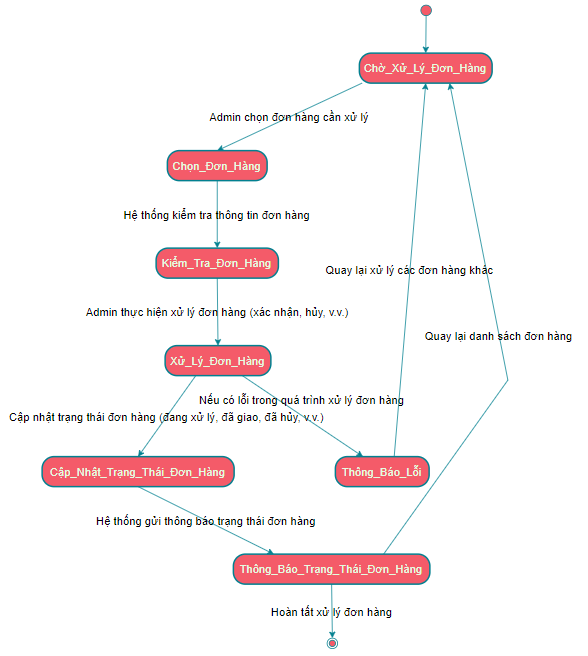 Chờ_Xử_Lý_Đơn_Hàng
Admin chọn đơn hàng cần xử lý
Chọn_Đơn_Hàng
Hệ thống kiểm tra thông tin đơn hàng
Kiểm_Tra_Đơn_Hàng
Quay lại xử lý các đơn hàng khác
Admin thực hiện xử lý đơn hàng (xác nhận, hủy, v.v.)
Quay lại danh sách đơn hàng
Xử_Lý_Đơn_Hàng
Nếu có lỗi trong quá trình xử lý đơn hàng
Cập nhật trạng thái đơn hàng (đang xử lý, đã giao, đã hủy, v.v.)
Cập_Nhật_Trạng_Thái_Đơn_Hàng
Thông_Báo_Lỗi
Hệ thống gửi thông báo trạng thái đơn hàng
Thông_Báo_Trạng_Thái_Đơn_Hàng
Hoàn tất xử lý đơn hàng